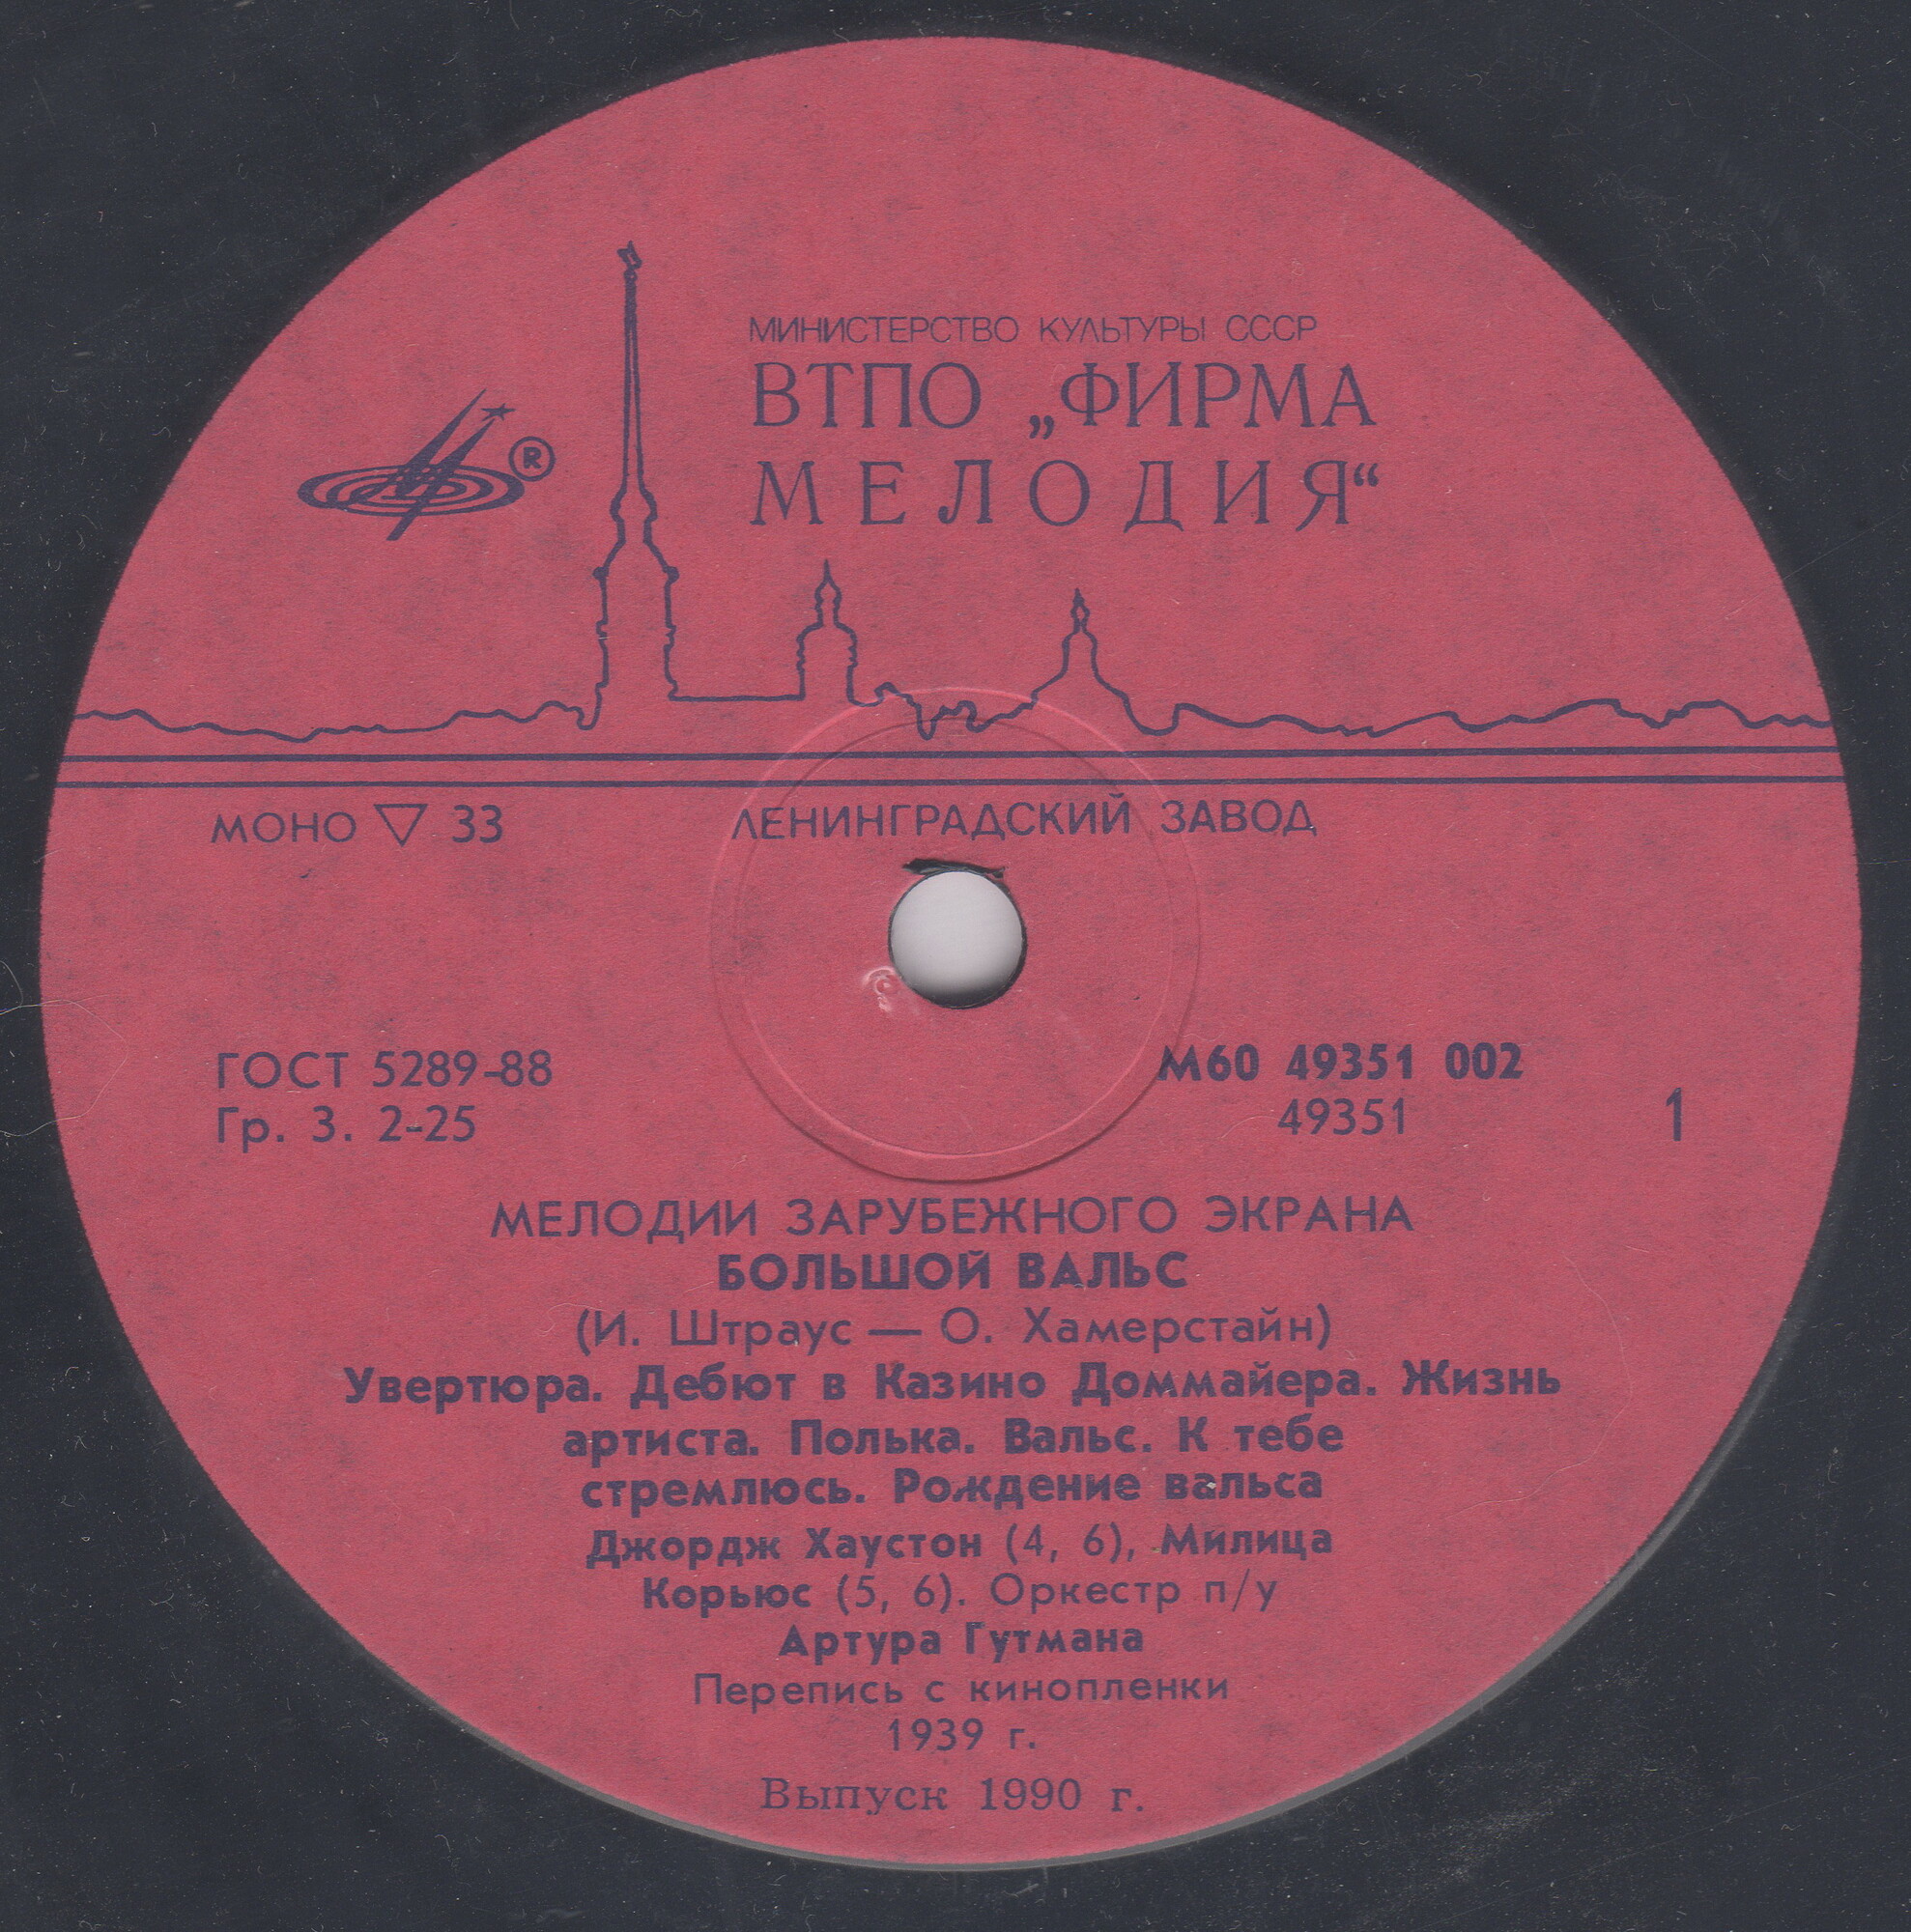 МИНИСТЕРСТВО КУЛЬТУРЫ СССР
ВТПО „ФИРМА
МЕЛОДИЯ“
®
МОНО ▽ 33
ЛЕНИНГРАДСКИЙ ЗАВОД
ГОСТ 5289-88
Гр. 3. 2-25
М60 49351 002
49351
1
МЕЛОДИИ ЗАРУБЕЖНОГО ЭКРАНА
БОЛЬШОЙ ВАЛЬС
(И. Штраус — О. Хамерстайн)
Увертюра. Дебют в Казино Доммайера. Жизнь
артиста. Полька. Вальс. К тебе
стремлюсь. Рождение вальса
Джордж Хаустон (4, 6), Милица
Корьюс (5, 6). Оркестр п/у
Артура Гутмана
Перепись с кинопленки
1939 г.
Выпуск 1990 г.